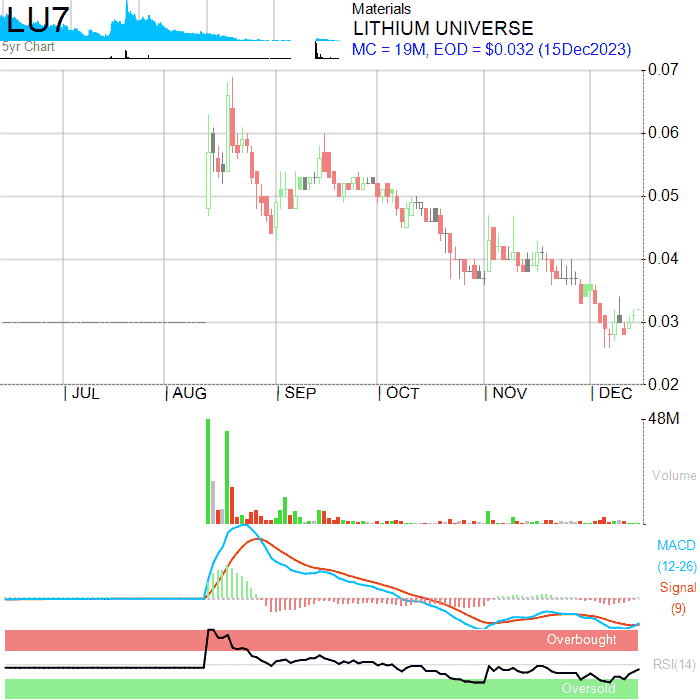 LU7
5yr Chart
Materials
LITHIUM UNIVERSE
MC = 19M, EOD = $0.032 (15Dec2023)
0.07
0.06
0.05
0.04
0.03
0.02
JUL AUG SEP OCT NOV DEC
48M
Volume
MACD
(12-26)
Signal
(9)
Overbought
RSI(14)
Oversold